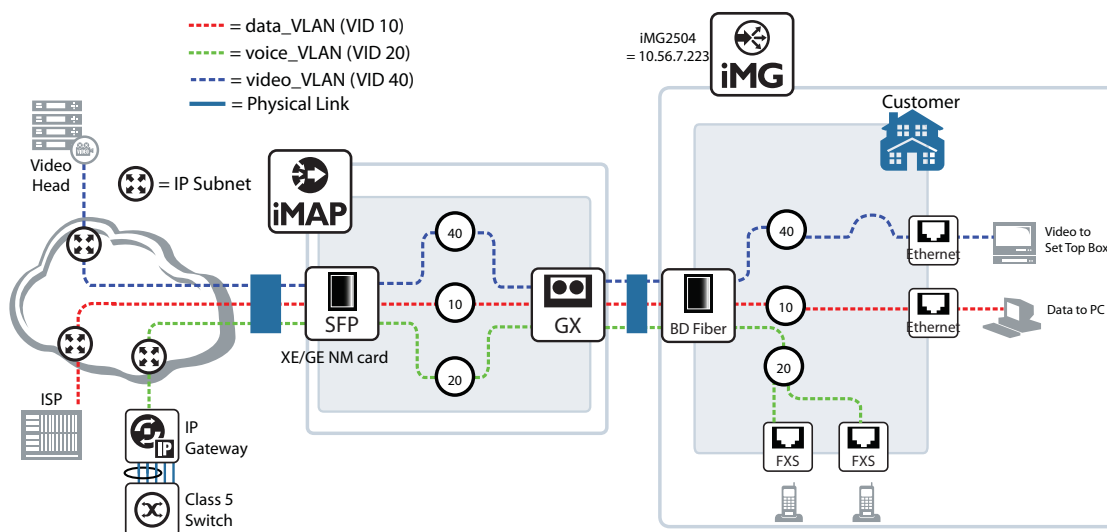 = data_VLAN (VID 10)
= voice_VLAN (VID 20)
= video_VLAN (VID 40)
= Physical Link
iMG2504
= 10.56.7.223
iMG
Customer
Video
Head
= IP Subnet
iMAP
40
40
Ethernet
Video to
Set Top Box
SFP
10
GX
BD Fiber
10
Ethernet
Data to PC
XE/GE NM card
20
20
ISP
IP
IP
Gateway
FXS
FXS
Class 5
Switch